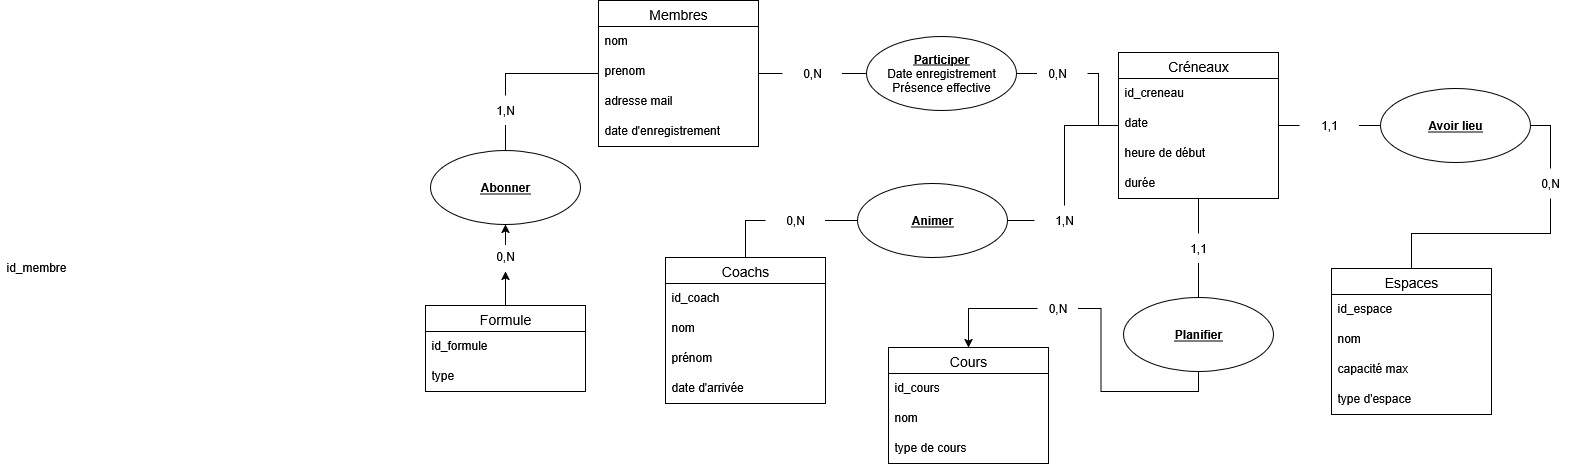 Membres
nom
prenom
adresse mail
date d'enregistrement
0,N
Participer
Date enregistrement
Présence effective
0,N
Créneaux
id_creneau
date
heure de début
durée
1,1
Avoir lieu
0,N
1,N
Abonner
0,N
id_membre
Formule
id_formule
type
0,N
Animer
1,N
Coachs
id_coach
nom
prénom
date d'arrivée
1,1
Planifier
0,N
Cours
id_cours
nom
type de cours
Espaces
id_espace
nom
capacité max
type d'espace